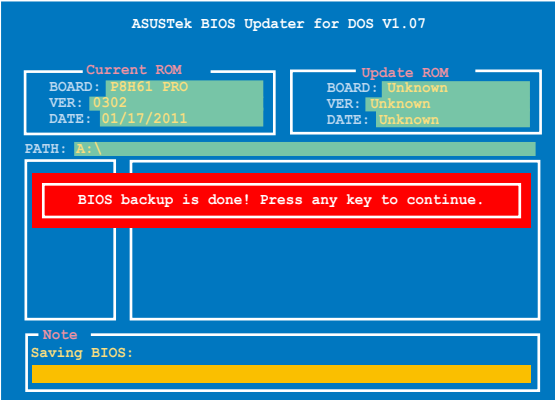 ASUSTek BIOS Updater for DOS V1.07
Current ROM
BOARD: P8H61 PRO
VER: 0302
DATE: 01/17/2011
Update ROM
BOARD: Unknown
VER: Unknown
DATE: Unknown
PATH: A:\
BIOS backup is done! Press any key to continue.
Note
Saving BIOS: